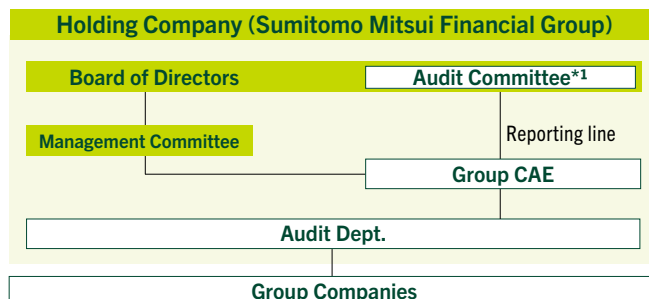 Holding Company (Sumitomo Mitsui Financial Group)
Board of Directors
Audit Committee*1
Management Committee
Reporting line
Group CAE
Audit Dept.
Group Companies